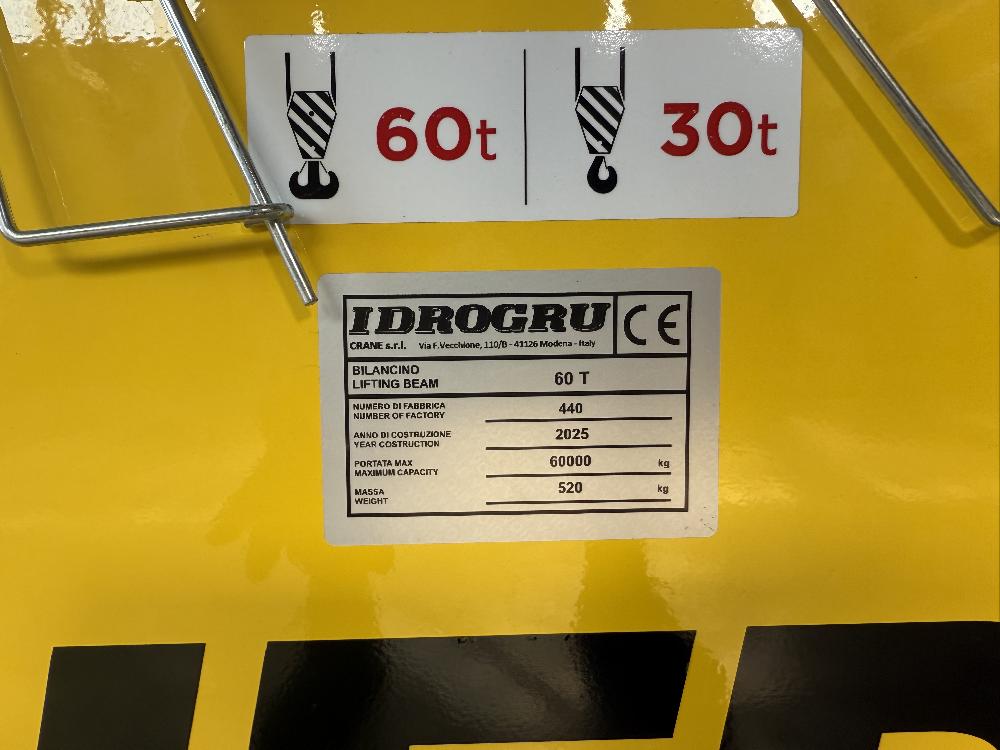 60t 30t
IDROGRU CE
CRANE s.r.l. Via F.Vecchione, 110/B - 41126 Modena - Italy
BILANCINO
LIFTING BEAM
60 T
NUMERO DI FABBRICA
NUMBER OF FACTORY
440
ANNO DI COSTRUZIONE
YEAR COSTRUCTION
2025
PORTATA MAX
MAXIMUM CAPACITY
60000 kg
MASSA
WEIGHT
520 kg